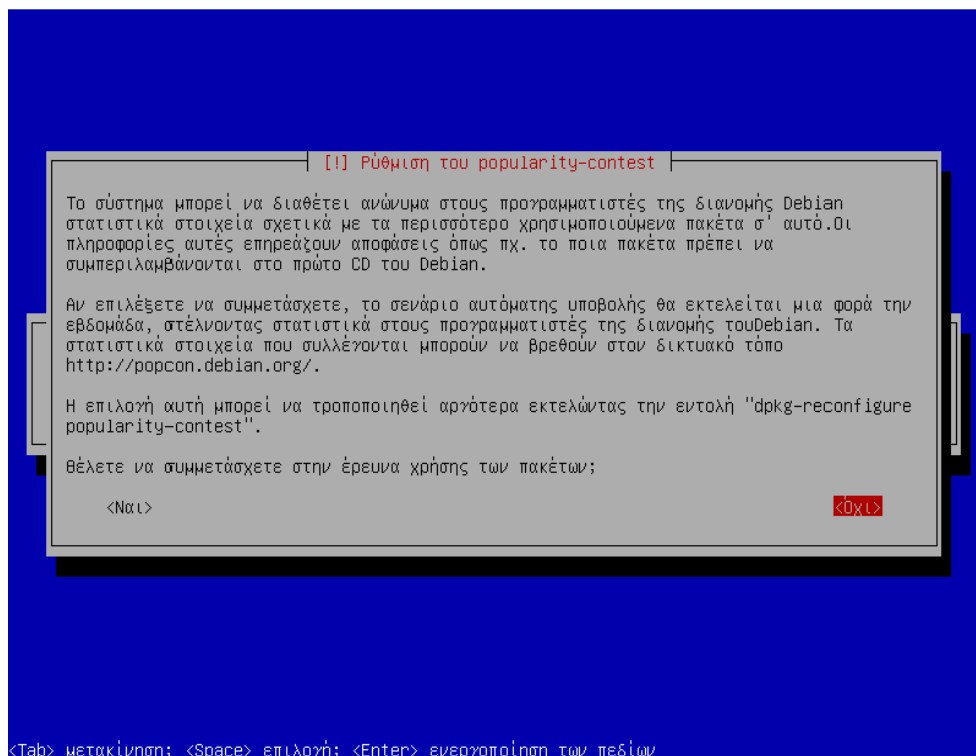 [!] Ρύθμιση του popularity-contest
Το σύστημα μπορεί να διαθέτει ανώνυμα στους προγραμματιστές της διανομής Debian
στατιστικά στοιχεία σχετικά με τα περισσότερο χρησιμοποιούμενα πακέτα σ' αυτό.Οι
πληροφορίες αυτές επηρεάζουν αποφάσεις όπως πχ. το ποια πακέτα πρέπει να
συμπεριλαμβάνονται στο πρώτο CD του Debian.
Αν επιλέξετε να συμμετάσχετε, το σενάριο αυτόματης υποβολής θα εκτελείται μια φορά την
εβδομάδα, στέλνοντας στατιστικά στους προγραμματιστές της διανομής τουDebian. Τα
στατιστικά στοιχεία που συλλέγονται μπορούν να βρεθούν στον δικτυακό τόπο
http://popcon.debian.org/.
Η επιλογή αυτή μπορεί να τροποποιηθεί αργότερα εκτελώντας την εντολή "dpkg-reconfigure
popularity-contest".
Θέλετε να συμμετάσχετε στην έρευνα χρήσης των πακέτων;
<Ναι> <Όχι>
<Tab> μετακίνηση; <Space> επιλογή; <Enter> ενεργοποίηση των πεδίων